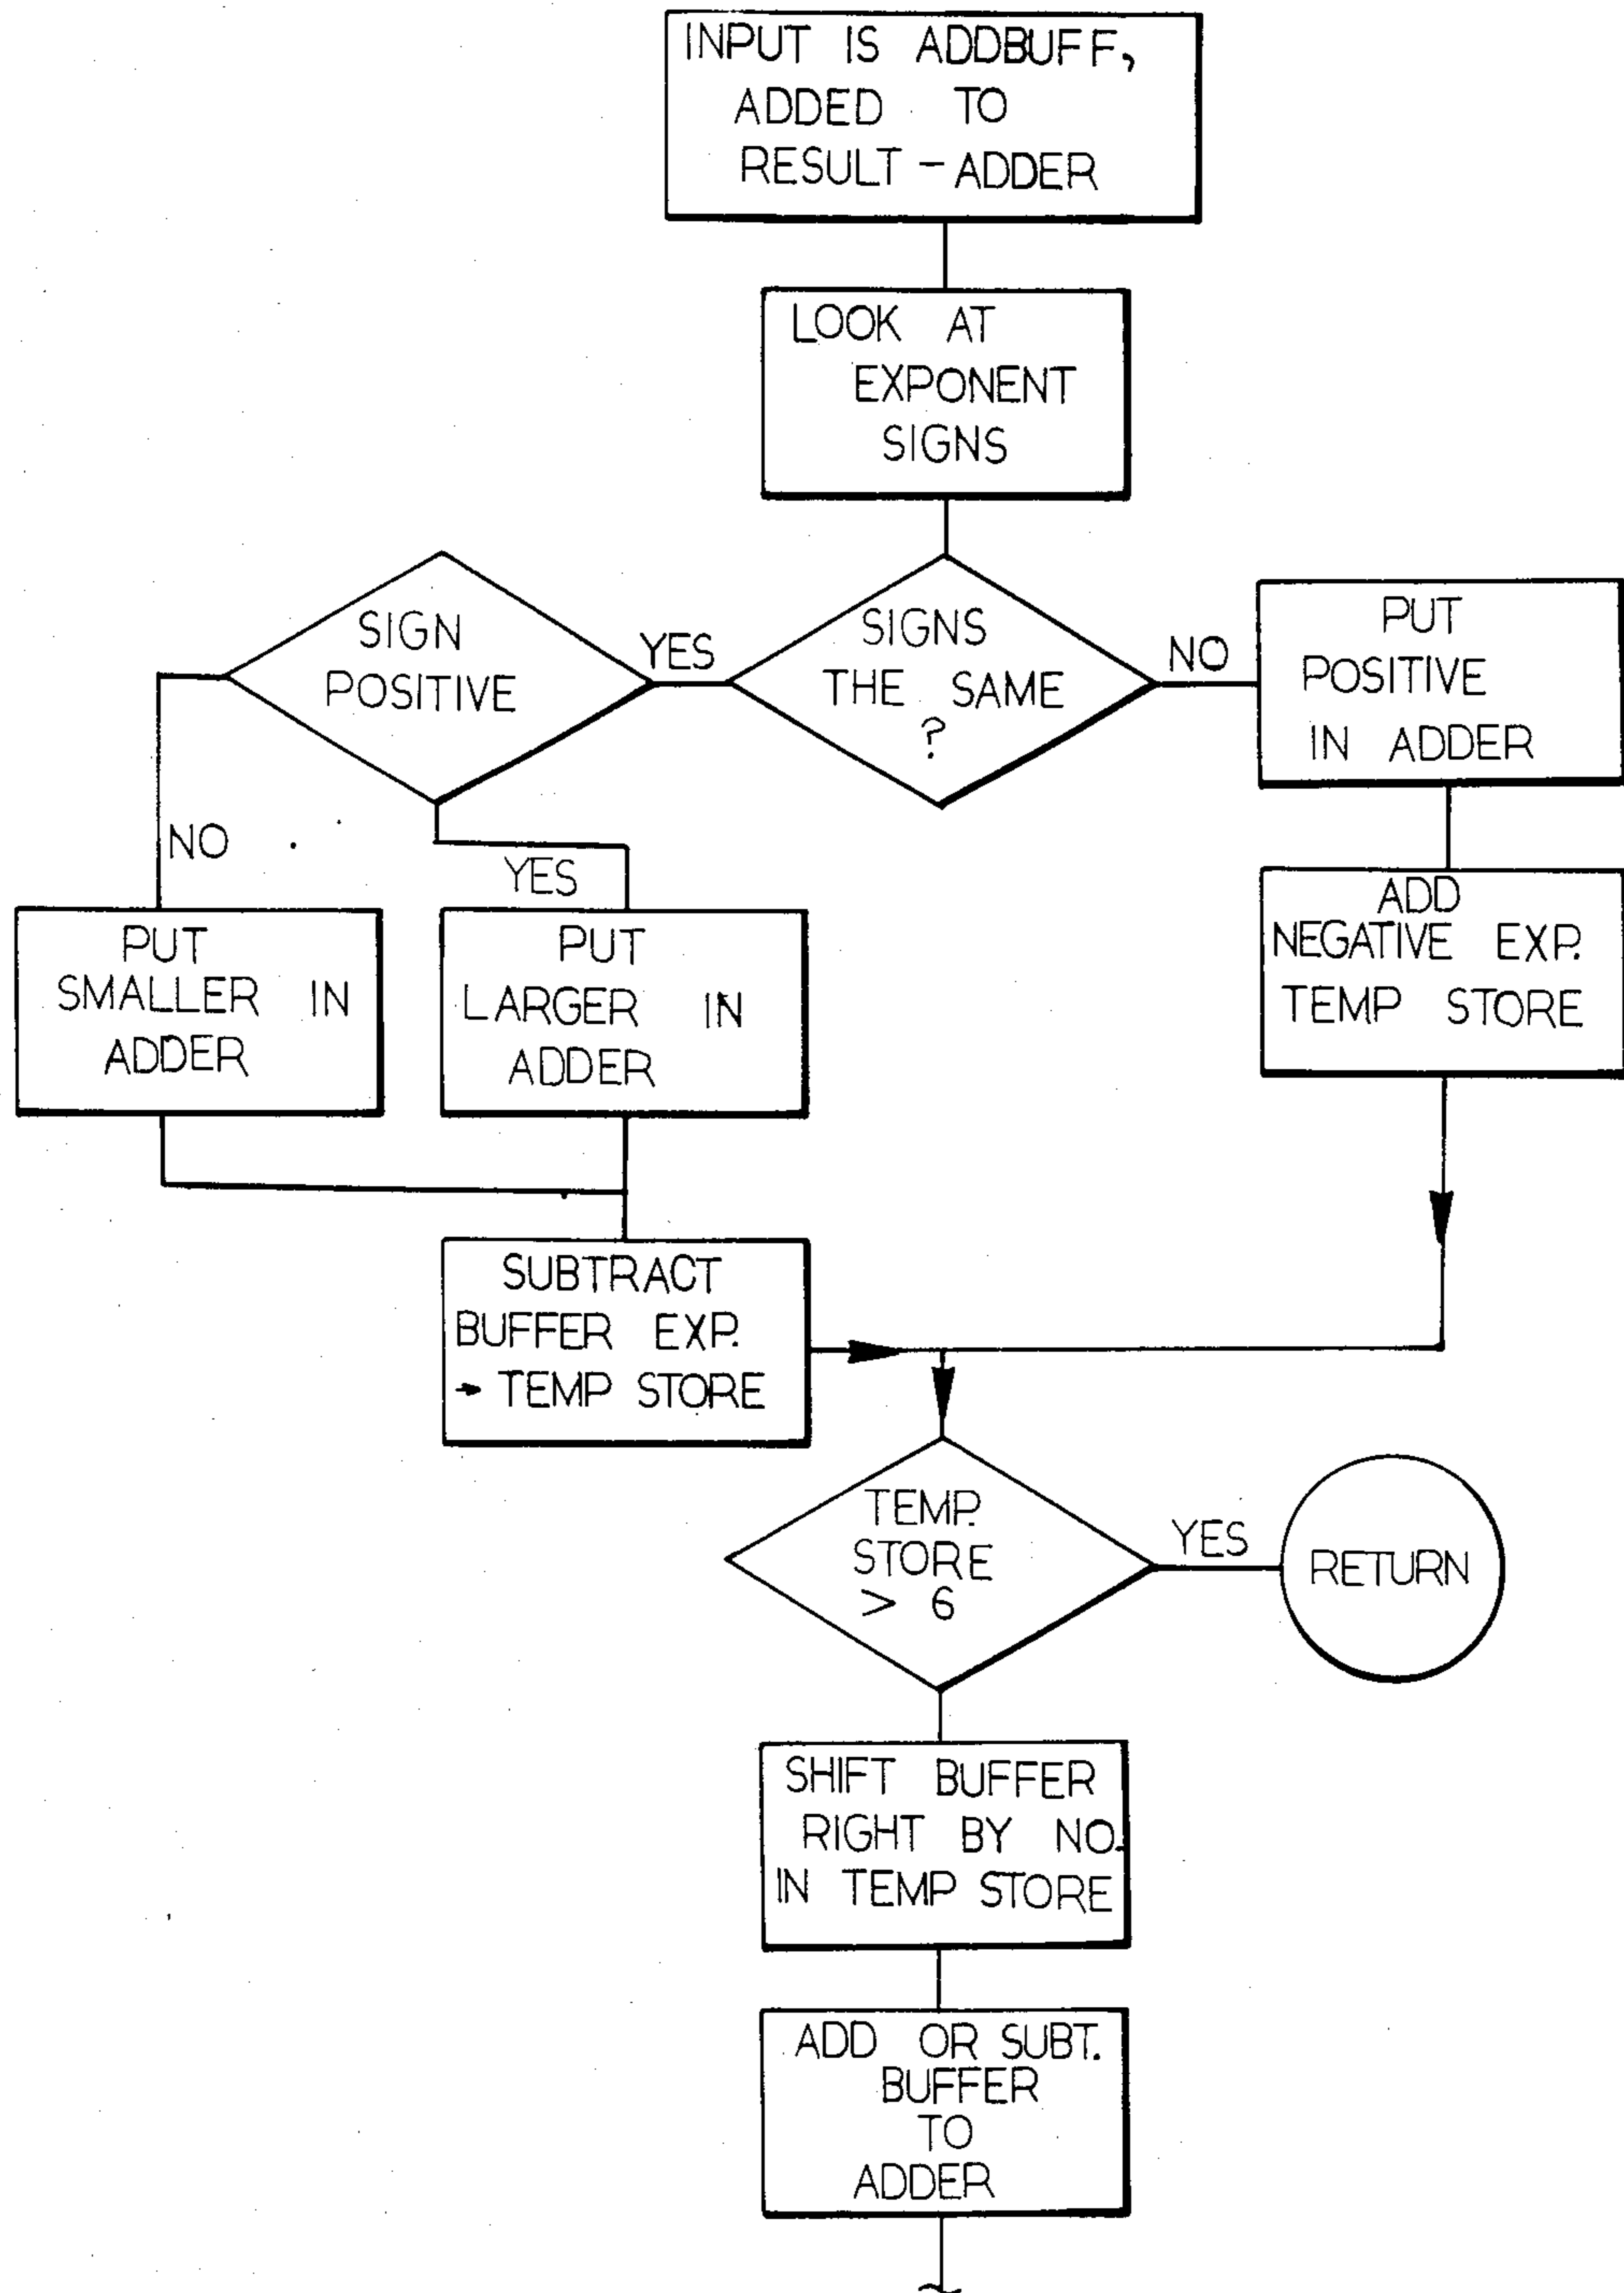 INPUT IS ADDBUFF,
ADDED TO
RESULT - ADDER
LOOK AT
EXPONENT
SIGNS
SIGN
POSITIVE
YES
SIGNS
THE SAME
?
NO
PUT
POSITIVE
IN ADDER
NO
YES
ADD
NEGATIVE EXP.
TEMP STORE
PUT
SMALLER IN
ADDER
PUT
LARGER IN
ADDER
SUBTRACT
BUFFER EXP.
→ TEMP STORE
TEMP.
STORE
> 6
YES
RETURN
SHIFT BUFFER
RIGHT BY NO.
IN TEMP STORE
ADD OR SUBT.
BUFFER
TO
ADDER